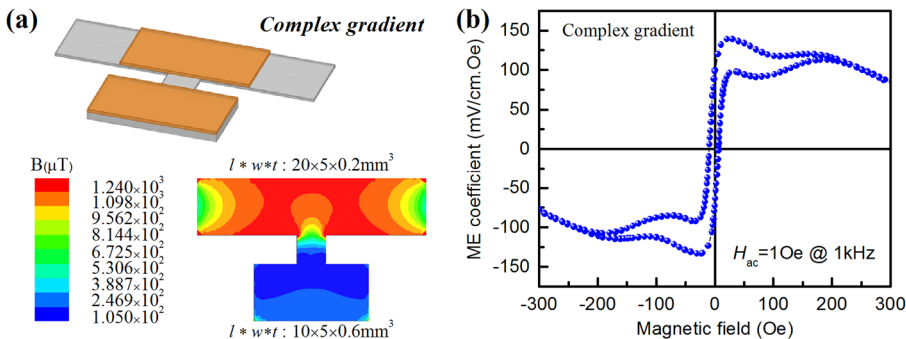 (a)
Complex gradient
B(μT)
l * w*t : 20×5×0.2mm³
1.240×10³
1.098×10³
9.562×10²
8.144×10²
6.725×10²
5.306×10²
3.887×10²
2.469×10²
1.050×10²
l * w*t : 10×5×0.6mm³
(b)
Complex gradient
ME coefficient (mV/cm.Oe)
150
100
50
0
-50
-100
-150
Hac=1Oe @ 1kHz
-300 -200 -100 0 100 200 300
Magnetic field (Oe)